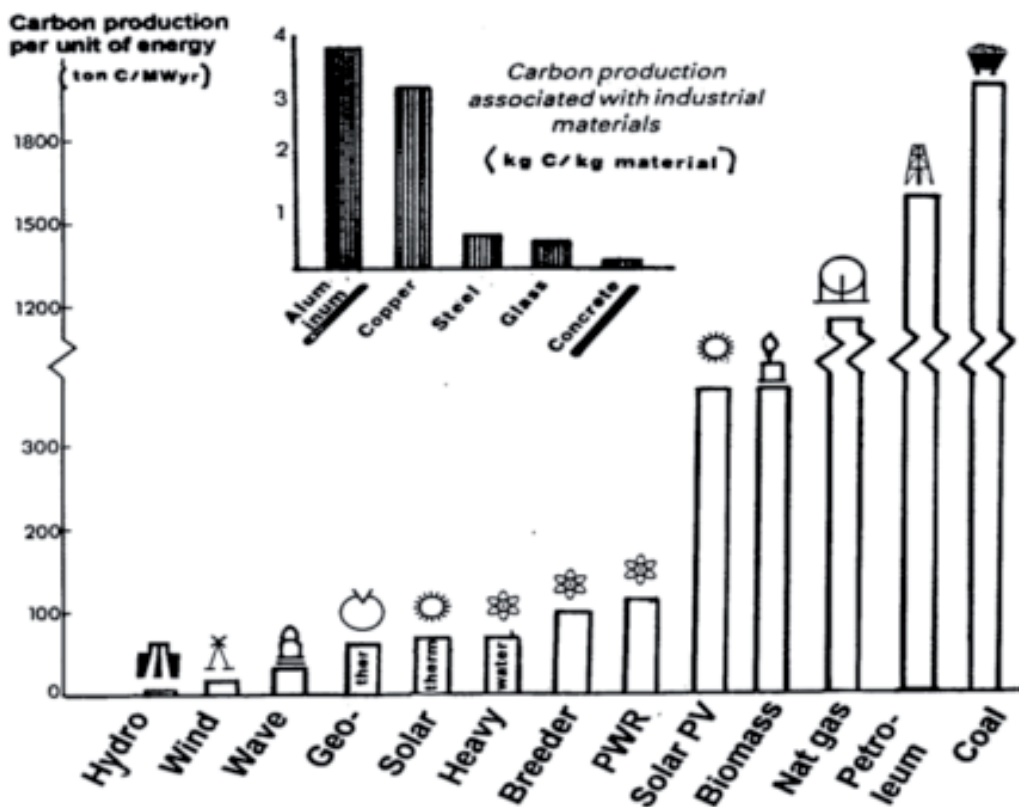 Carbon production
per unit of energy
(ton C/MWyr)
4
3
2
1
Carbon production
associated with industrial
materials
(kg C/kg material)
Alum
inum
Copper
Steel
Glass
Concrete
1800
1500
1200
300
200
100
0
ther
therm
water
Hydro
Wind
Wave
Geo-
Solar
Heavy
Breeder
PWR
Solar PV
Biomass
Nat gas
Petro-
leum
Coal